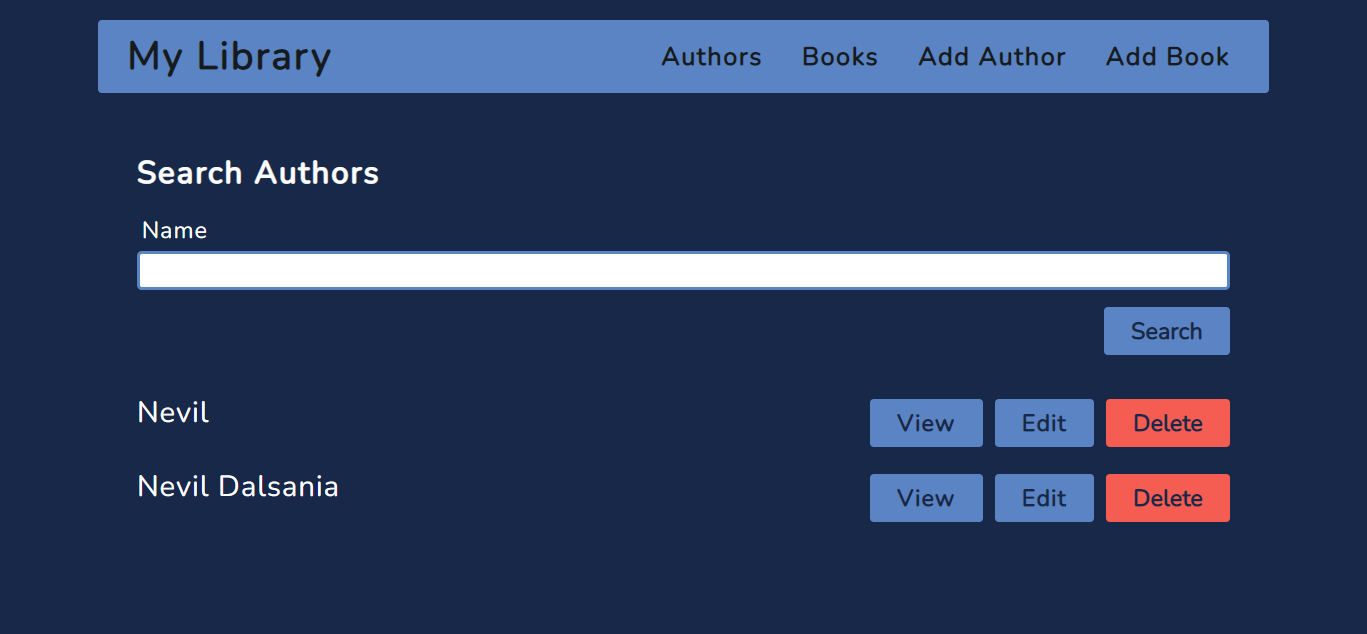 My Library Authors Books Add Author Add Book
Search Authors
Name
Search
Nevil View Edit Delete
Nevil Dalsania View Edit Delete